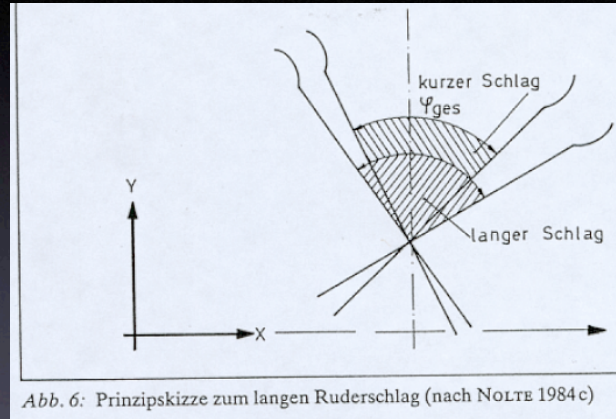 kurzer Schlag
φges
Y
langer Schlag
X
Abb. 6: Prinzipskizze zum langen Ruderschlag (nach NOLTE 1984c)